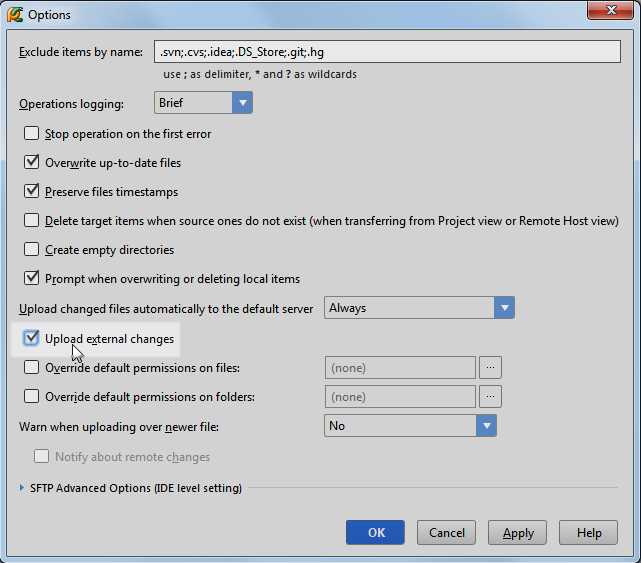 Options
Exclude items by name: .svn;.cvs;.idea;.DS_Store;.git;.hg
use ; as delimiter, * and ? as wildcards
Operations logging: Brief
Stop operation on the first error
Overwrite up-to-date files
Preserve files timestamps
Delete target items when source ones do not exist (when transferring from Project view or Remote Host view)
Create empty directories
Prompt when overwriting or deleting local items
Upload changed files automatically to the default server Always
Upload external changes
Override default permissions on files: (none) ...
Override default permissions on folders: (none) ...
Warn when uploading over newer file: No
Notify about remote changes
SFTP Advanced Options (IDE level setting)
OK Cancel Apply Help